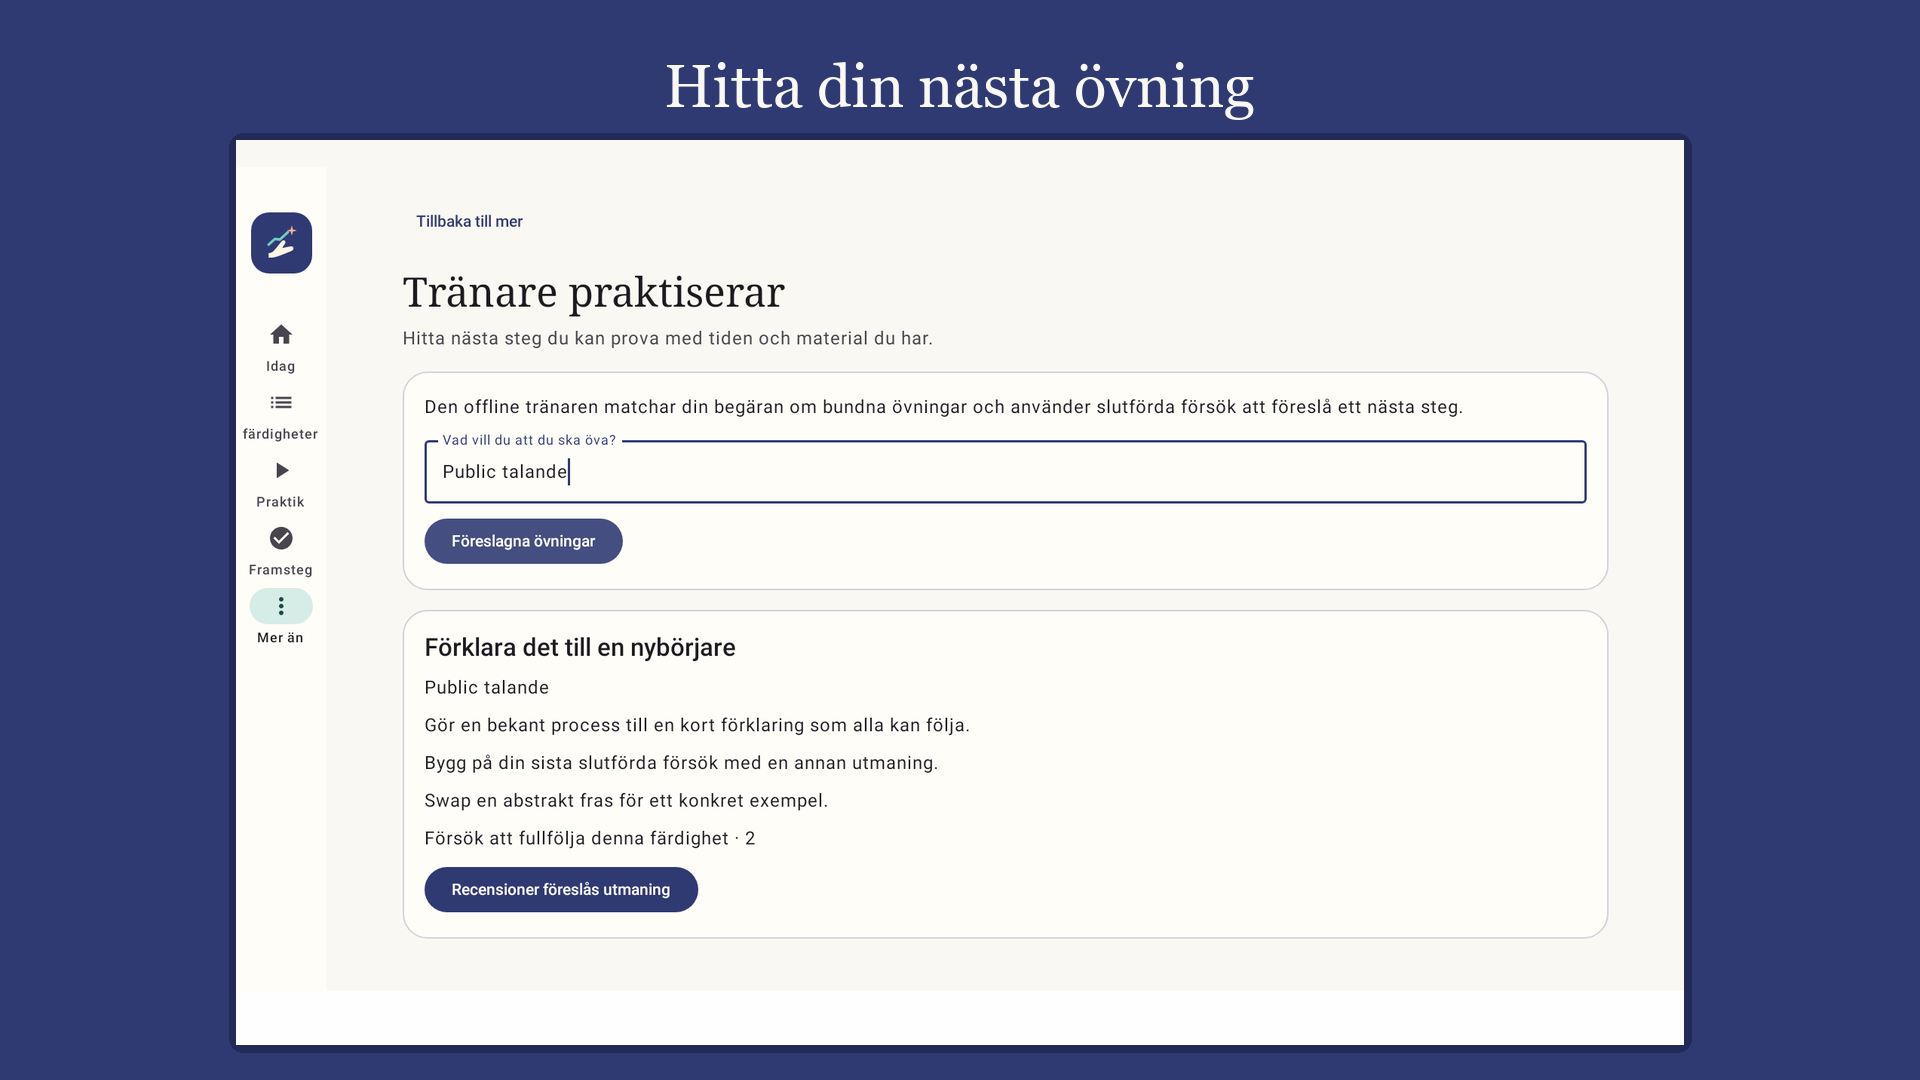 Hitta din nästa övning
Tillbaka till mer
Tränare praktiserar
Hitta nästa steg du kan prova med tiden och material du har.
Idag
färdigheter
Praktik
Framsteg
Mer än
Den offline tränaren matchar din begäran om bundna övningar och använder slutförda försök att föreslå ett nästa steg.
Vad vill du att du ska öva?
Public talande
Föreslagna övningar
Förklara det till en nybörjare
Public talande
Gör en bekant process till en kort förklaring som alla kan följa.
Bygg på din sista slutförda försök med en annan utmaning.
Swap en abstrakt fras för ett konkret exempel.
Försök att fullfölja denna färdighet · 2
Recensioner föreslås utmaning